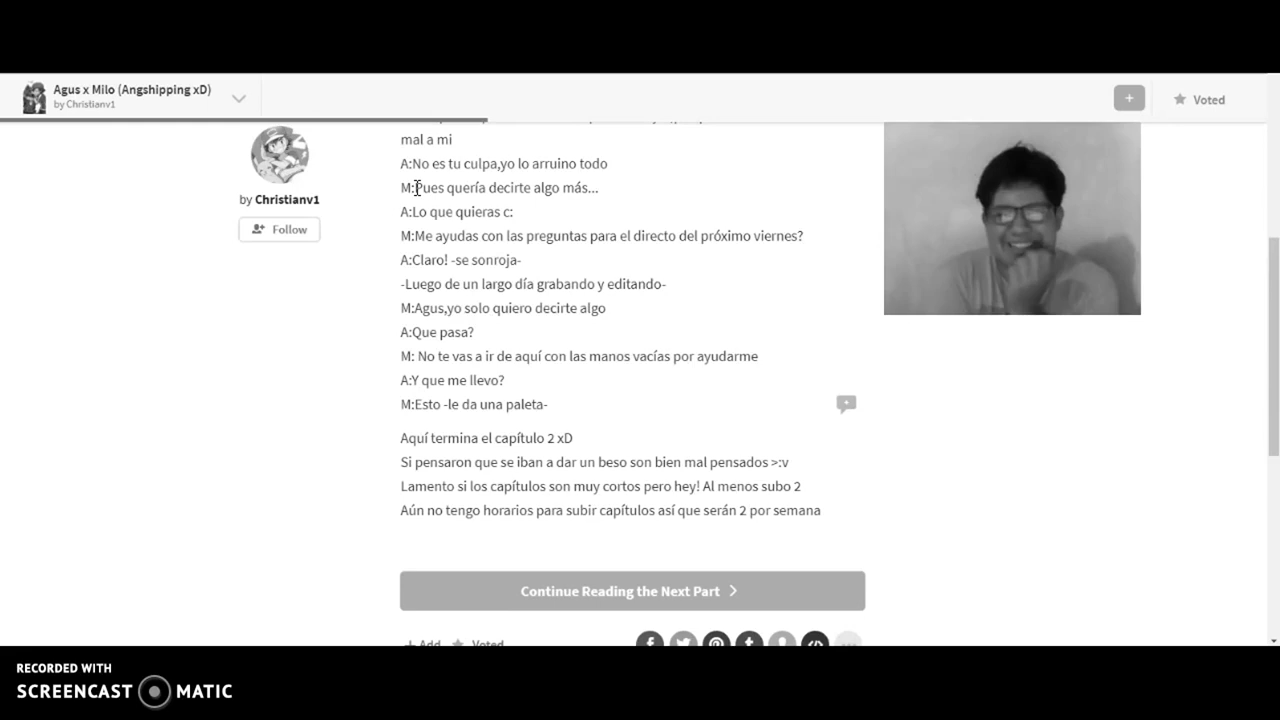 Agus x Milo (Angshipping xD)
by Christianv1
+
Voted
by Christianv1
Follow
mal a mi
A:No es tu culpa,yo lo arruino todo
M:Pues quería decirte algo más...
A:Lo que quieras c:
M:Me ayudas con las preguntas para el directo del próximo viernes?
A:Claro! -se sonroja-
-Luego de un largo día grabando y editando-
M:Agus,yo solo quiero decirte algo
A:Que pasa?
M: No te vas a ir de aquí con las manos vacías por ayudarme
A:Y que me llevo?
M:Esto -le da una paleta-
Aquí termina el capítulo 2 xD
Si pensaron que se iban a dar un beso son bien mal pensados >:v
Lamento si los capítulos son muy cortos pero hey! Al menos subo 2
Aún no tengo horarios para subir capítulos así que serán 2 por semana
Continue Reading the Next Part
+ Add Voted
RECORDED WITH
SCREENCAST MATIC